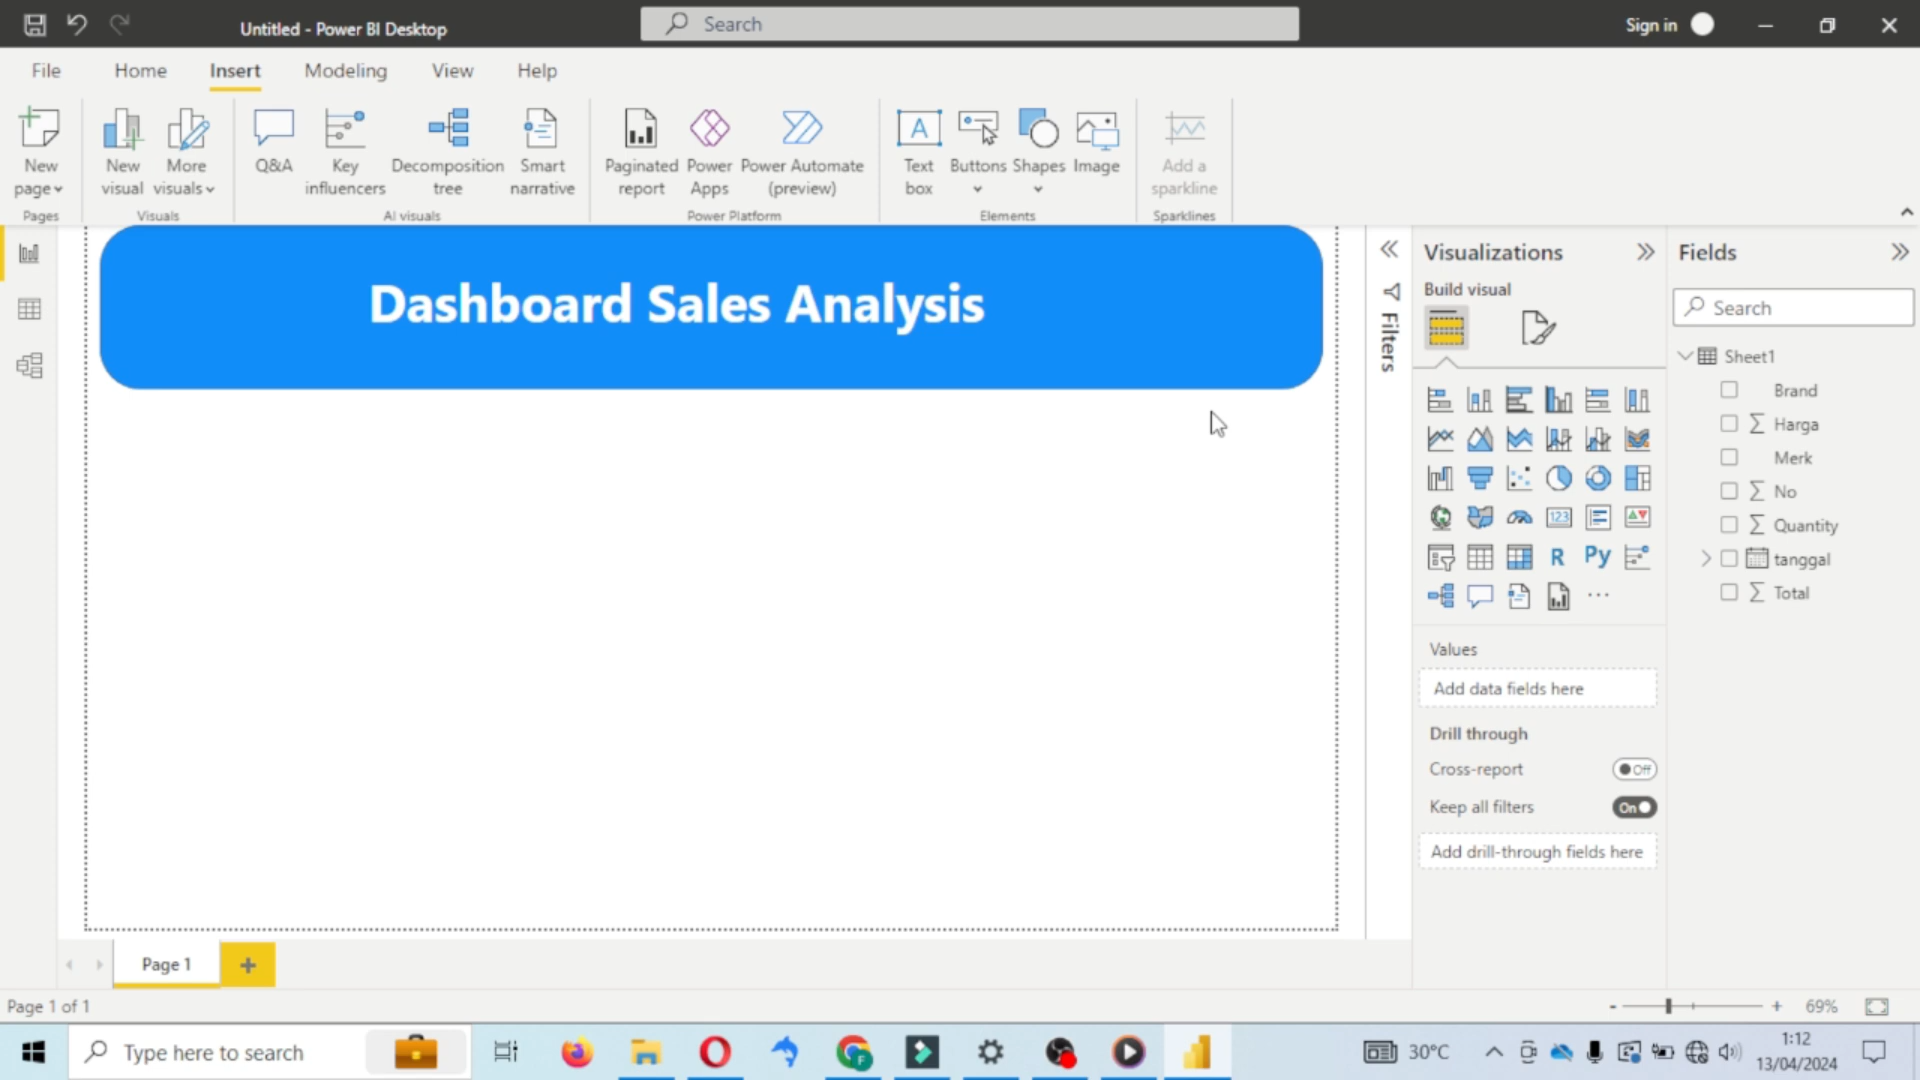 Untitled - Power BI Desktop
Search
Sign in
File Home Insert Modeling View Help
New page
New visual
More visuals
Q&A
Key influencers
Decomposition tree
Smart narrative
Paginated report
Power Apps
Power Automate (preview)
Text box
Buttons
Shapes
Image
Add a sparkline
Pages Visuals AI visuals Power Platform Elements Sparklines
Dashboard Sales Analysis
Filters
Visualizations
Build visual
123
R
Py
Values
Add data fields here
Drill through
Cross-report
Off
Keep all filters
On
Add drill-through fields here
Fields
Search
Sheet1
Brand
Harga
Merk
No
Quantity
tanggal
Total
Page 1
Page 1 of 1
69%
Type here to search
30°C
1:12
13/04/2024